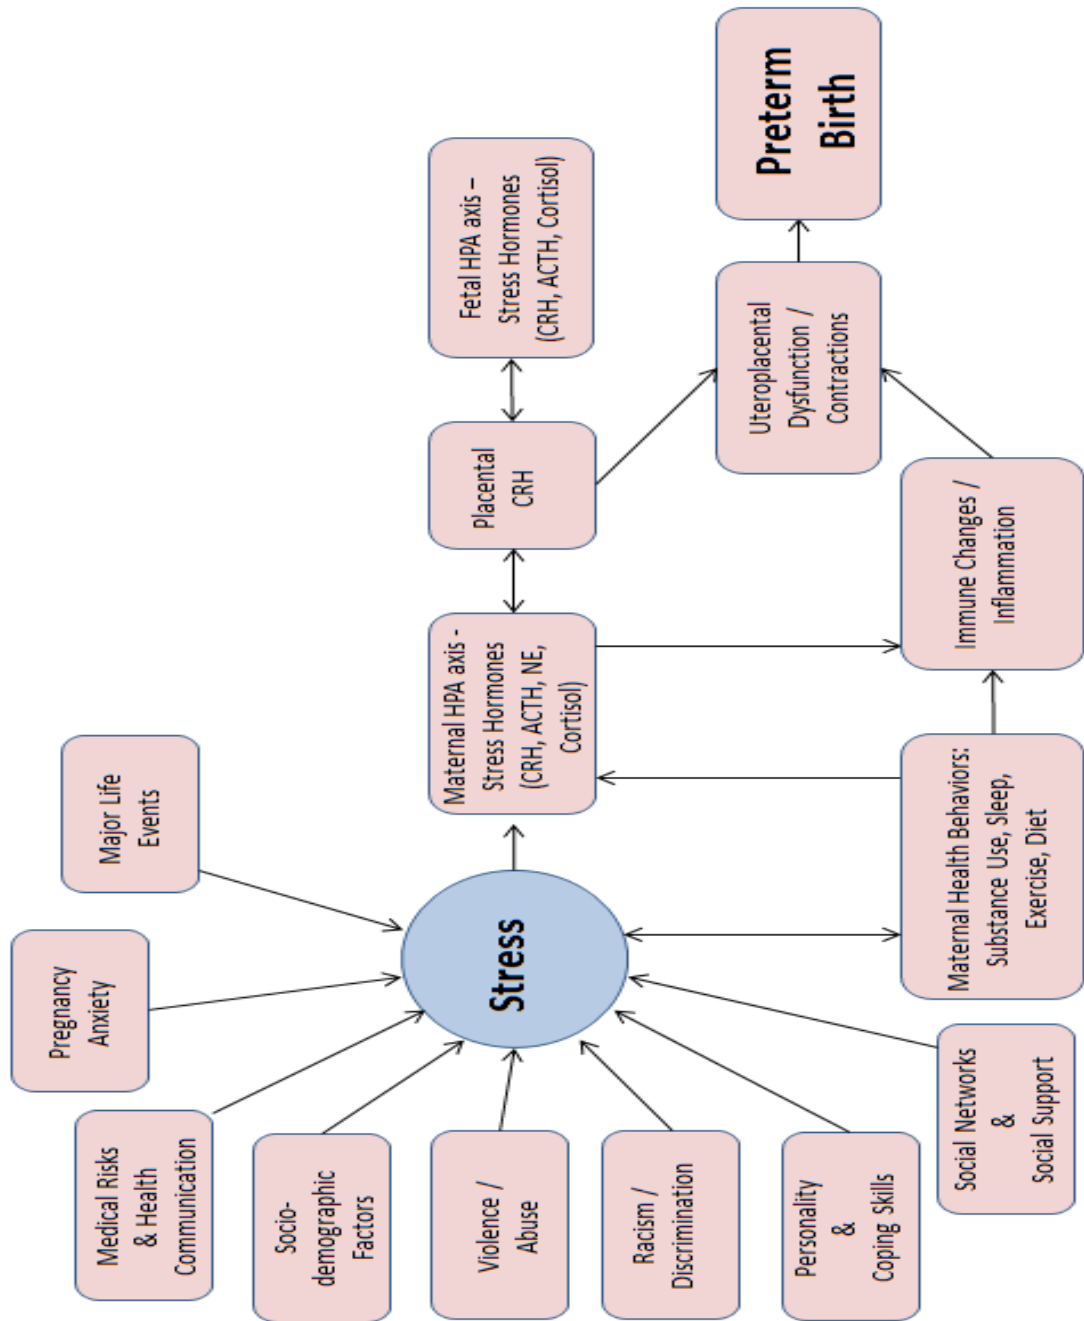 Major Life
Events
Pregnancy
Anxiety
Medical Risks
& Health
Communication
Socio-
demographic
Factors
Violence /
Abuse
Racism /
Discrimination
Personality
&
Coping Skills
Social Networks
&
Social Support
Stress
Maternal Health Behaviors:
Substance Use, Sleep,
Exercise, Diet
Maternal HPA axis -
Stress Hormones
(CRH, ACTH, NE,
Cortisol)
Placental
CRH
Fetal HPA axis –
Stress Hormones
(CRH, ACTH, Cortisol)
Immune Changes /
Inflammation
Uteroplacental
Dysfunction /
Contractions
Preterm
Birth